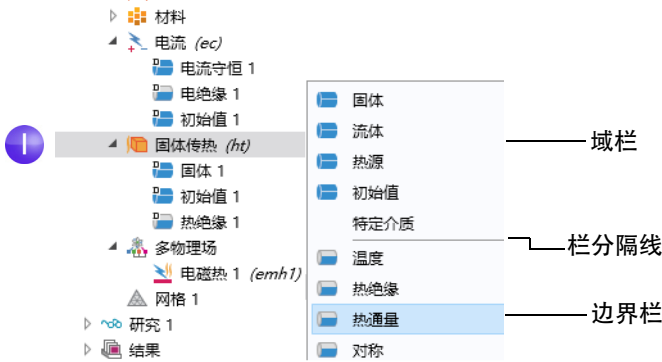 材料
电流 (ec)
电流守恒 1
电绝缘 1
初始值 1
固体传热 (ht)
固体 1
初始值 1
热绝缘 1
多物理场
电磁热 1 (emh1)
网格 1
研究 1
结果
固体
流体
热源
初始值
特定介质
温度
热绝缘
热通量
对称
域栏
栏分隔线
边界栏